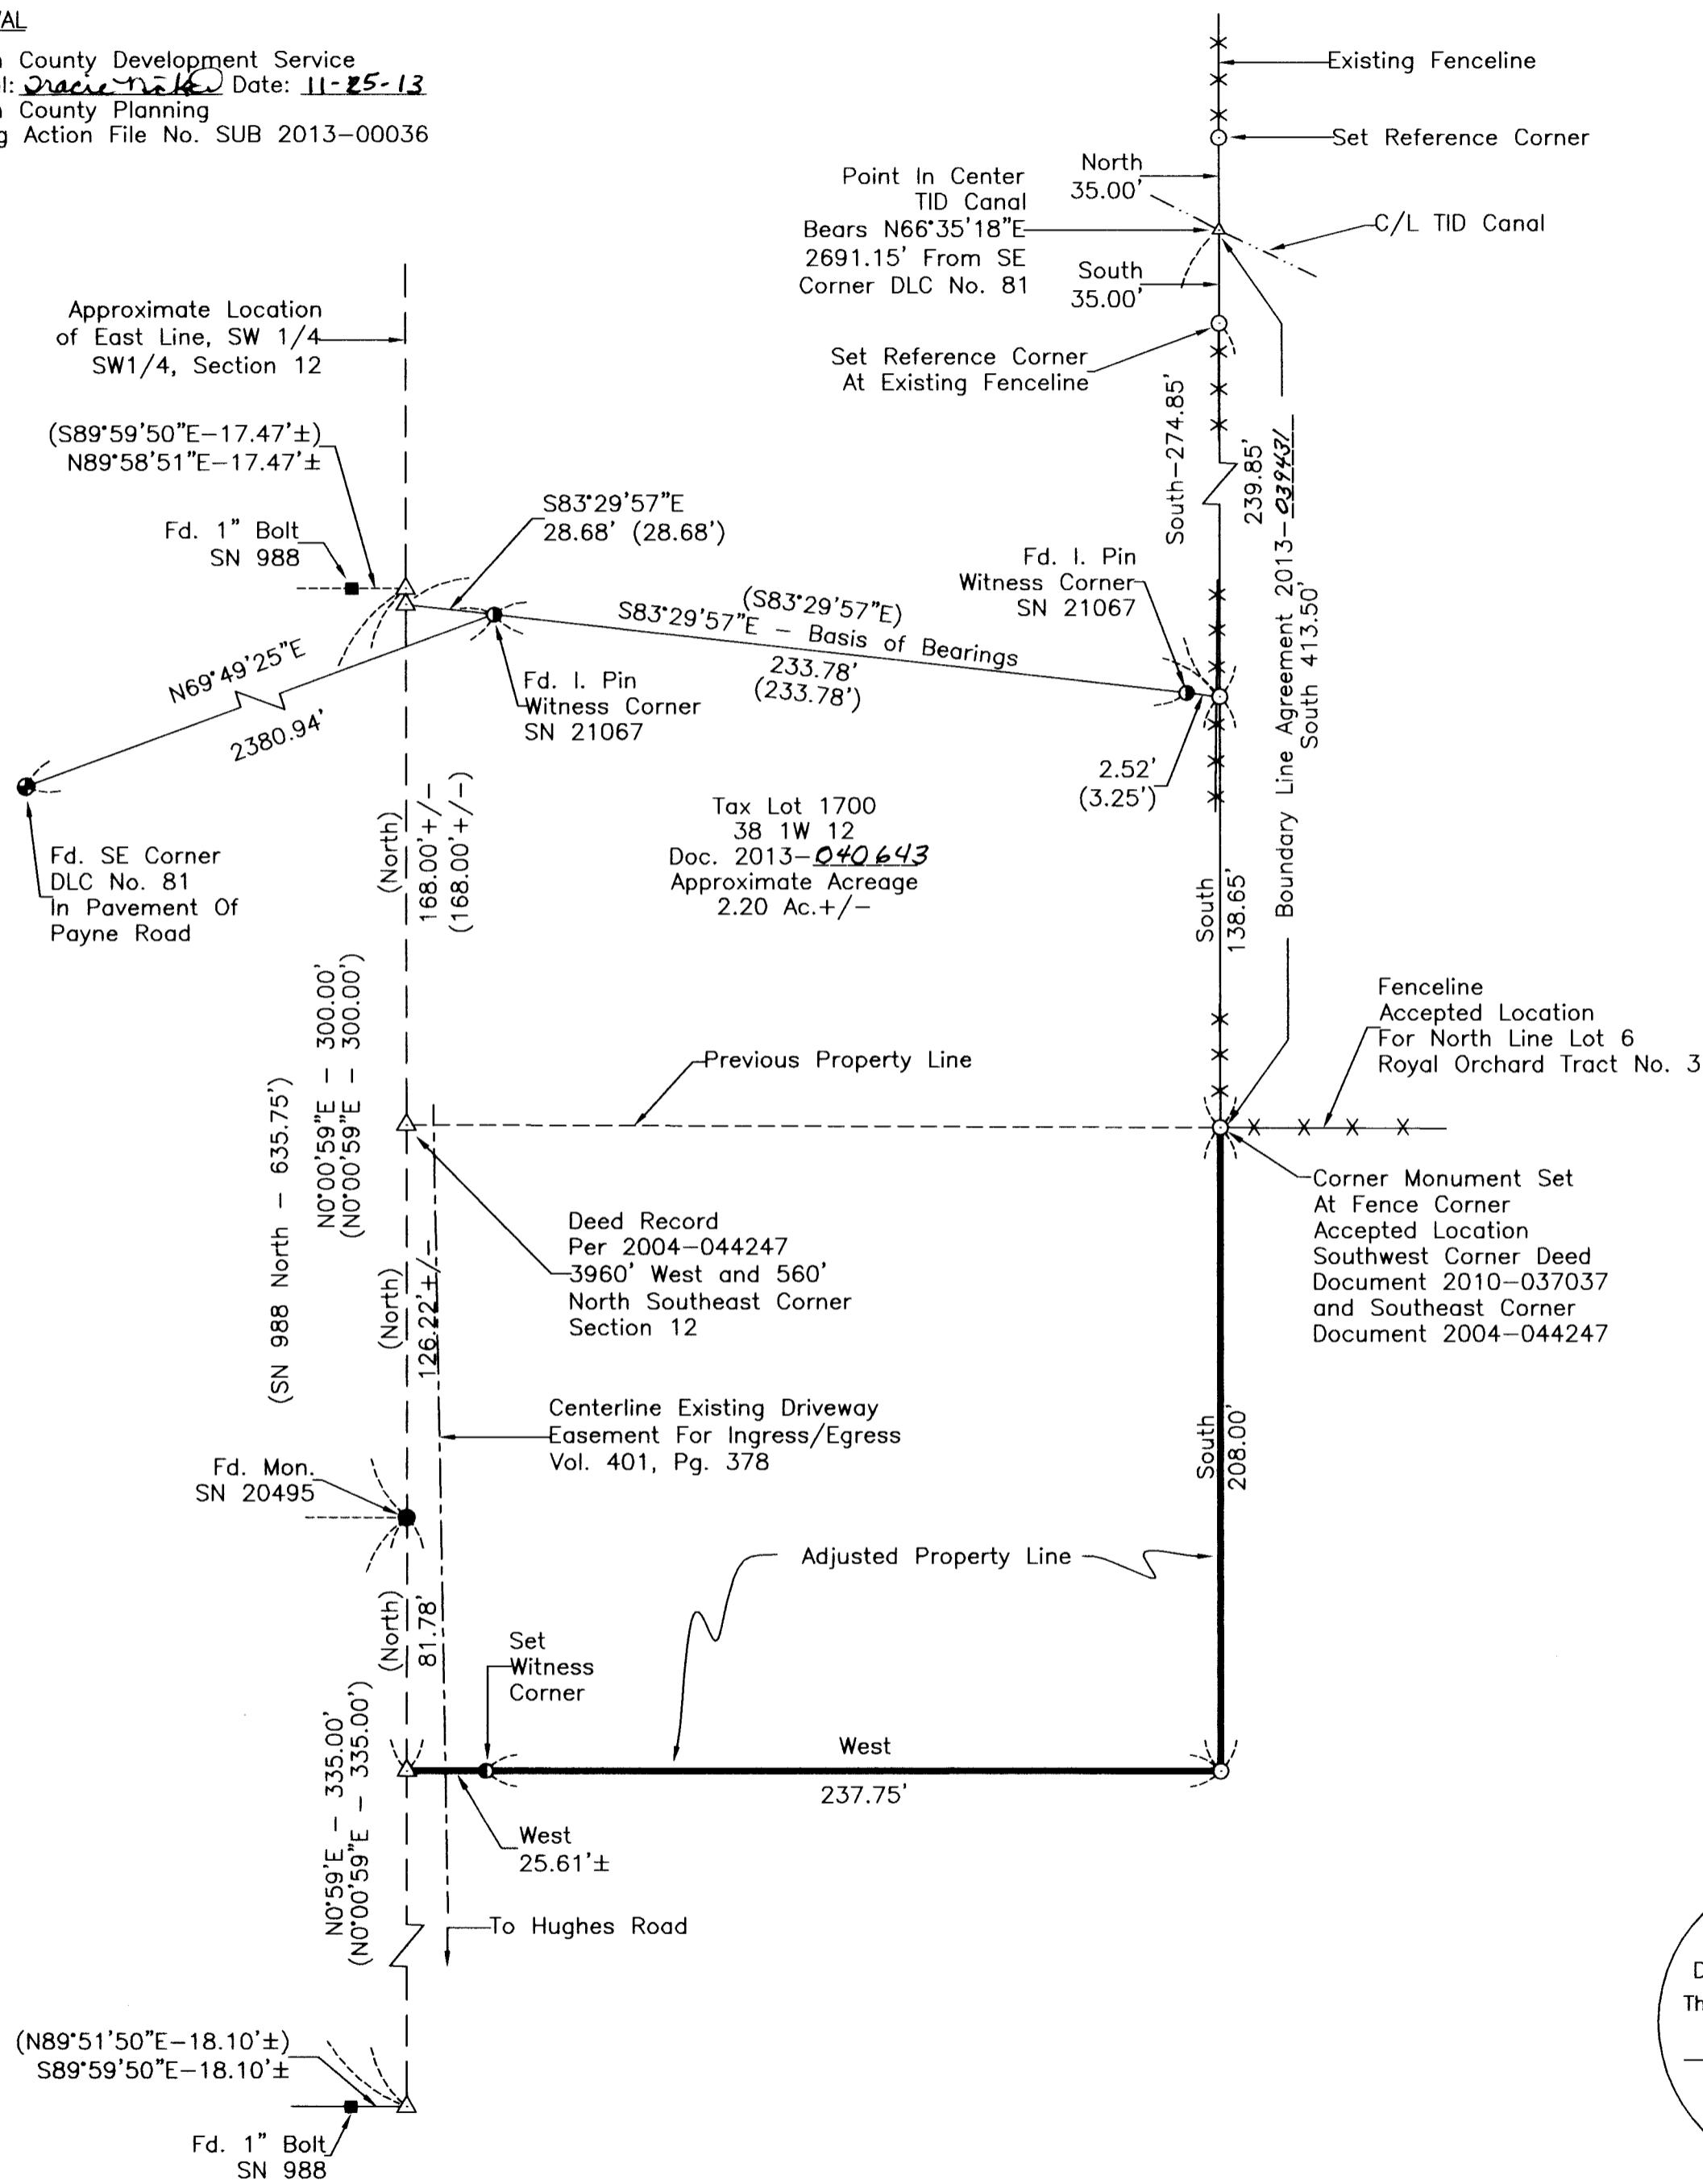 County Development Service
Date: 11-25-13
County Planning
Action File No. SUB 2013-00036
Existing Fenceline
Set Reference Corner
North
35.00'
Point In Center
TID Canal
Bears N66°35'18"E
2691.15' From SE
Corner DLC No. 81
C/L TID Canal
South
35.00'
Approximate Location
of East Line, SW 1/4
SW1/4, Section 12
Set Reference Corner
At Existing Fenceline
(S89°59'50"E-17.47'±)
N89°58'51"E-17.47'±
South-274.85'
239.85'
Boundary Line Agreement 2013-039431
South 413.50'
Fd. 1" Bolt
SN 988
S83°29'57"E
28.68' (28.68')
Fd. I. Pin
Witness Corner
SN 21067
(S83°29'57"E)
S83°29'57"E - Basis of Bearings
233.78'
(233.78')
N69°49'25"E
2380.94'
Fd. I. Pin
Witness Corner
SN 21067
2.52'
(3.25')
Fd. SE Corner
DLC No. 81
In Pavement Of
Payne Road
(North)
168.00'+/-
(168.00'+/-)
Tax Lot 1700
38 1W 12
Doc. 2013-040643
Approximate Acreage
2.20 Ac.+/-
South
138.65'
Fenceline
Accepted Location
For North Line Lot 6
Royal Orchard Tract No. 3
N0°00'59"E - 300.00'
(N0°00'59"E - 300.00')
(SN 988 North - 635.75')
Previous Property Line
Corner Monument Set
At Fence Corner
Accepted Location
Southwest Corner Deed
Document 2010-037037
and Southeast Corner
Document 2004-044247
Deed Record
Per 2004-044247
3960' West and 560'
North Southeast Corner
Section 12
(North)
126.22'+/-
Centerline Existing Driveway
Easement For Ingress/Egress
Vol. 401, Pg. 378
South
208.00'
Fd. Mon.
SN 20495
Adjusted Property Line
(North)
81.78'
Set
Witness
Corner
West
237.75'
N0°59'E - 335.00'
(N0°00'59"E - 335.00')
West
25.61'±
To Hughes Road
(N89°51'50"E-18.10'±)
S89°59'50"E-18.10'±
Fd. 1" Bolt
SN 988